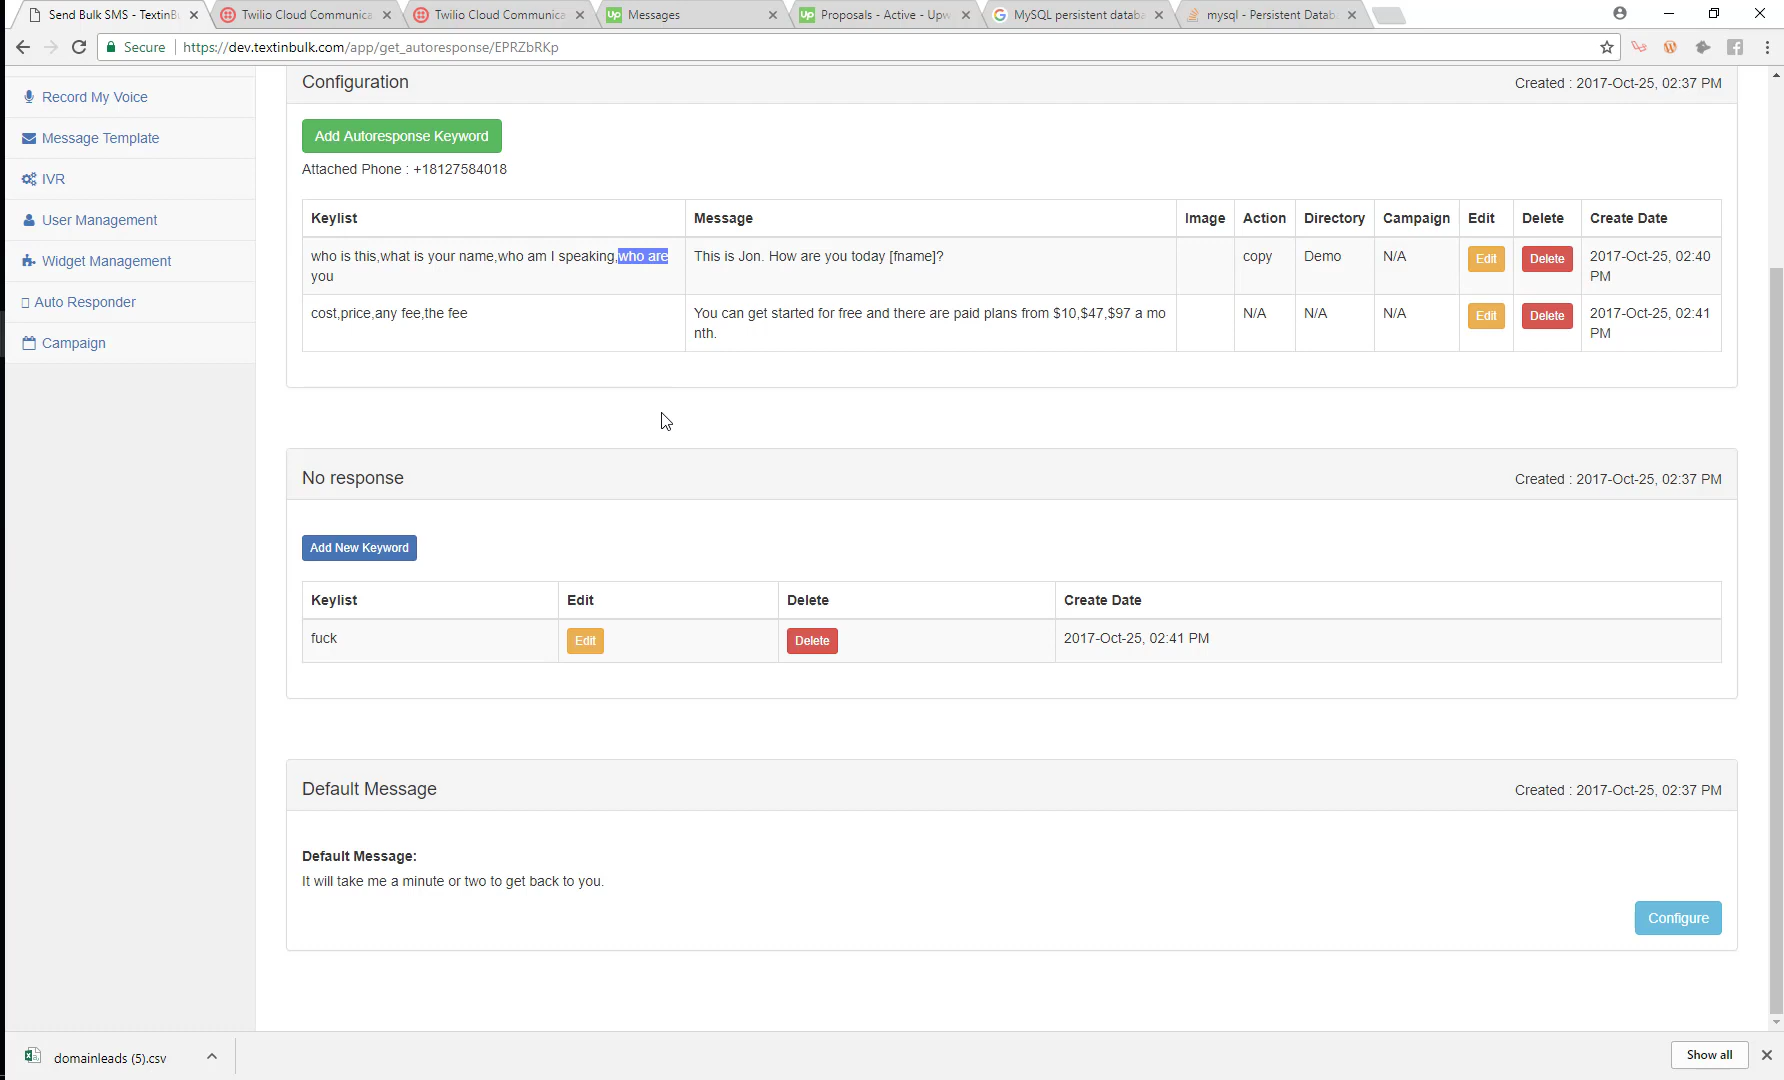 Send Bulk SMS - TextinBu
Twilio Cloud Communica
Twilio Cloud Communica
Messages
Proposals - Active - Upw
MySQL persistent databa
mysql - Persistent Datab
Secure
https://dev.textinbulk.com/app/get_autoresponse/EPRZbRKp
Record My Voice
Message Template
IVR
User Management
Widget Management
Auto Responder
Campaign
Configuration
Created : 2017-Oct-25, 02:37 PM
Add Autoresponse Keyword
Attached Phone : +18127584018
Keylist Message Image Action Directory Campaign Edit Delete Create Date
who is this,what is your name,who am I speaking,who are This is Jon. How are you today [fname]? copy Demo N/A Edit Delete 2017-Oct-25, 02:40
you PM
cost,price,any fee,the fee You can get started for free and there are paid plans from $10,$47,$97 a mo N/A N/A N/A Edit Delete 2017-Oct-25, 02:41
nth. PM
No response
Created : 2017-Oct-25, 02:37 PM
Add New Keyword
Keylist Edit Delete Create Date
fuck Edit Delete 2017-Oct-25, 02:41 PM
Default Message
Created : 2017-Oct-25, 02:37 PM
Default Message:
It will take me a minute or two to get back to you.
Configure
domainleads (5).csv
Show all